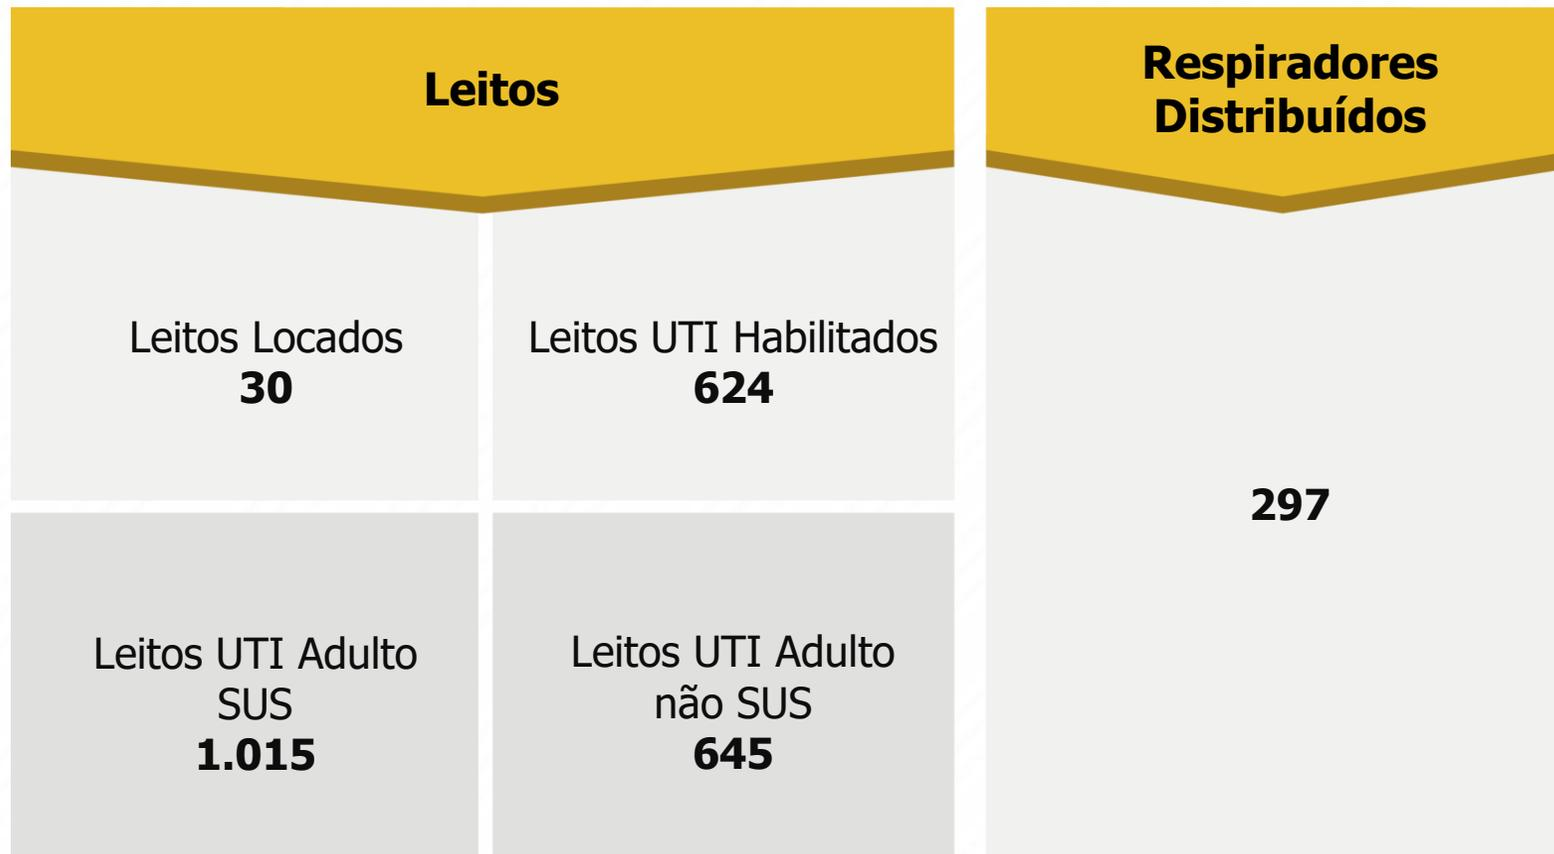 Leitos
Leitos Locados
30
Leitos UTI Habilitados
624
Leitos UTI Adulto
SUS
1.015
Leitos UTI Adulto
não SUS
645
Respiradores
Distribuídos
297